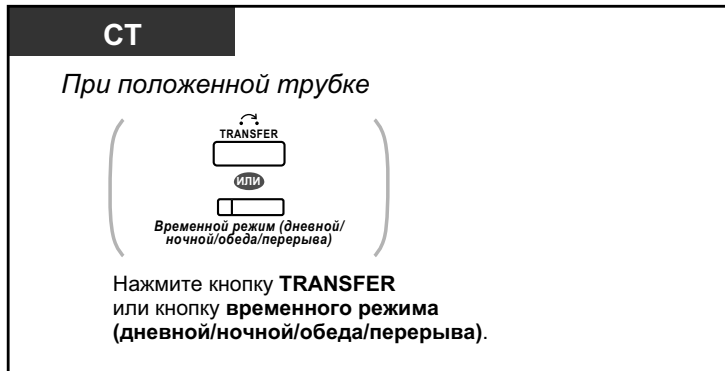 СТ
При положенной трубке
TRANSFER
ИЛИ
Временной режим (дневной/
ночной/обеда/перерыва)
Нажмите кнопку TRANSFER
или кнопку временного режима
(дневной/ночной/обеда/перерыва).